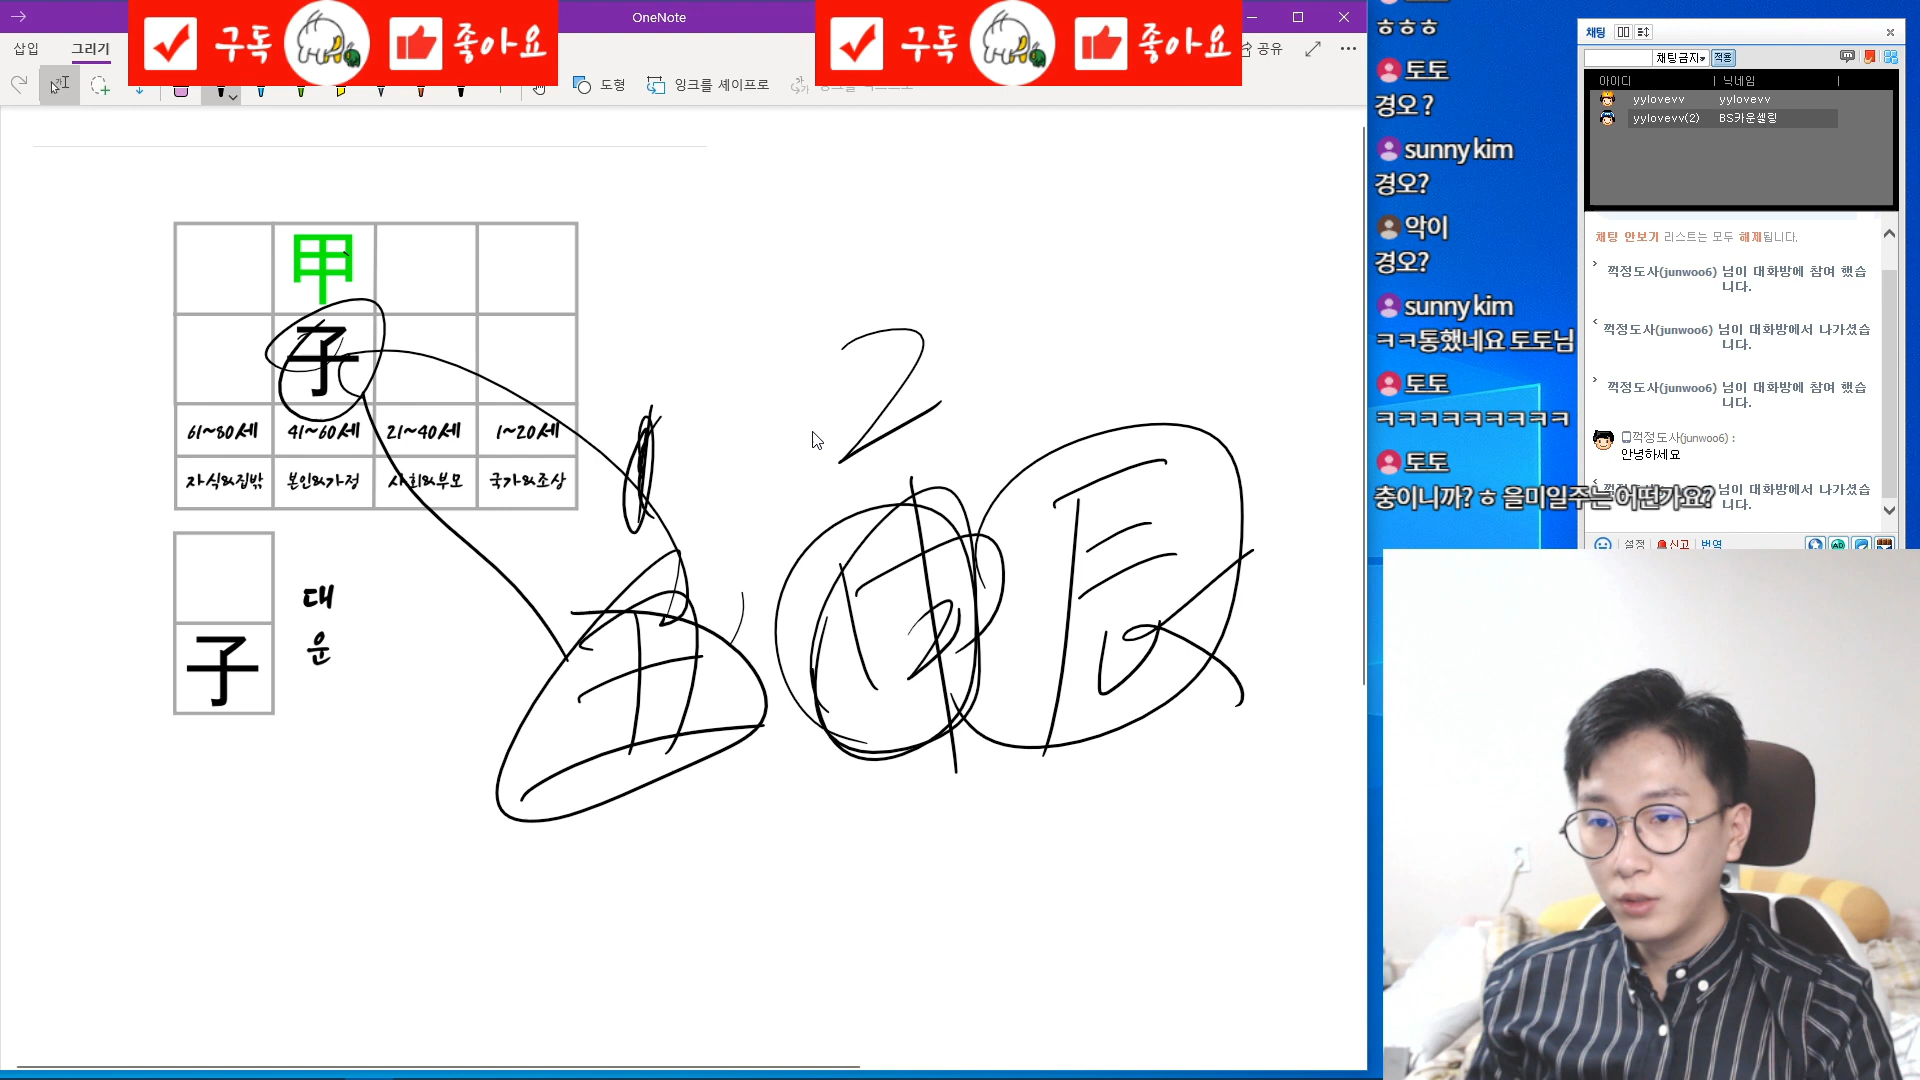 OneNote
구독 좋아요
구독 좋아요
삽입
그리기
공유
도형
잉크를 셰이프로
甲
子
61~80세 41~60세 21~40세 1~20세
자식&집밖 본인&가정 사회&부모 국가&조상
子
대
운
2
申
辰
ㅎㅎㅎ
토토
경오 ?
sunny kim
경오?
악이
경오?
sunny kim
ㅋㅋ통했네요 토토님
토토
ㅋㅋㅋㅋㅋㅋㅋㅋㅋ
토토
충이니까? ㅎ 을미일주는 어떤가요?
채팅
채팅금지 적용
아이디 | 닉네임 |
yylovevv yylovevv
yylovevv(2) BS카운셀링
채팅 안보기 리스트는 모두 해제됩니다.
꺽정도사(junwoo6) 님이 대화방에 참여 했습
니다.
꺽정도사(junwoo6) 님이 대화방에서 나가셨습
니다.
꺽정도사(junwoo6) 님이 대화방에 참여 했습
니다.
꺽정도사(junwoo6) :
안녕하세요
꺽정도사(junwoo6) 님이 대화방에서 나가셨습
니다.
설정 신고 번역